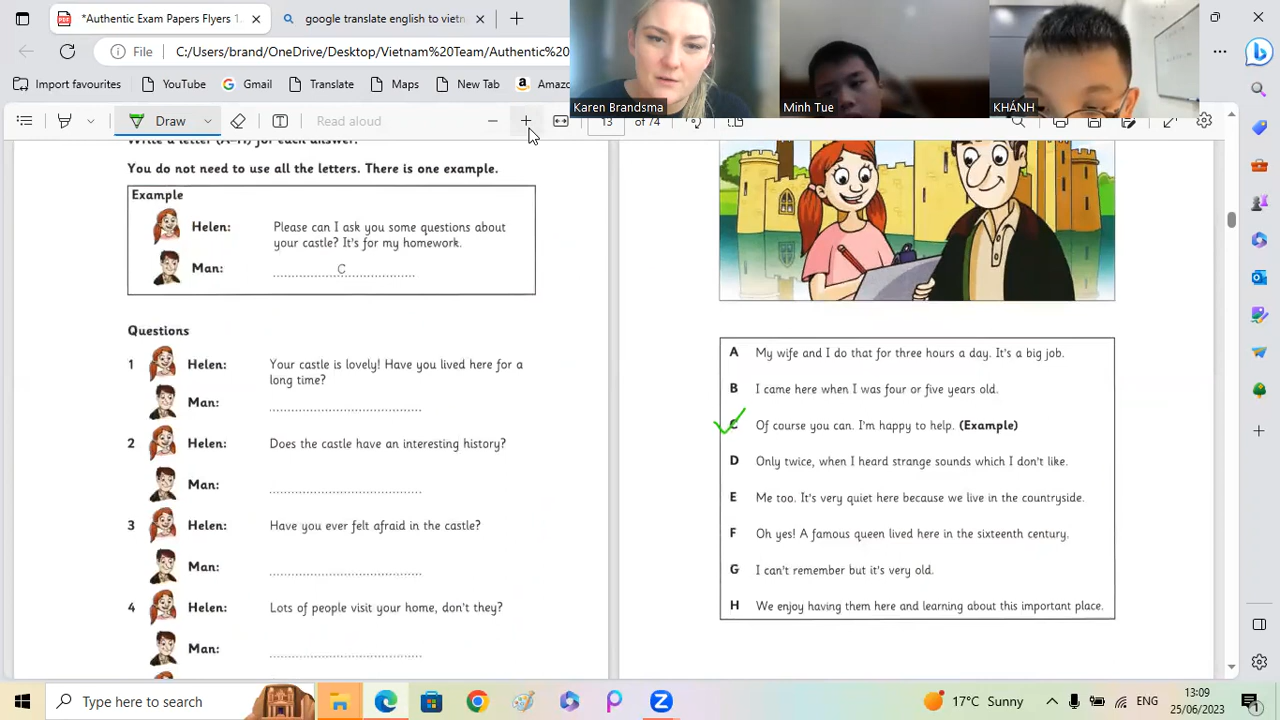 *Authentic Exam Papers Flyers 1.
google translate english to vietn
File
C:/Users/brand/OneDrive/Desktop/Vietnam%20Team/Authentic%20
Import favourites
YouTube
Gmail
Translate
New Tab
Amazon
Karen Brandsma
Minh Tue
KHÁNH
Draw
Read aloud
13 of 74
Write a letter (A–H) for each answer.
You do not need to use all the letters. There is one example.
Example
Helen: Please can I ask you some questions about
your castle? It's for my homework.
Man: C
Questions
1 Helen: Your castle is lovely! Have you lived here for a
long time?
Man:
2 Helen: Does the castle have an interesting history?
Man:
3 Helen: Have you ever felt afraid in the castle?
Man:
4 Helen: Lots of people visit your home, don't they?
Man:
A My wife and I do that for three hours a day. It's a big job.
B I came here when I was four or five years old.
C Of course you can. I'm happy to help. (Example)
D Only twice, when I heard strange sounds which I don't like.
E Me too. It's very quiet here because we live in the countryside.
F Oh yes! A famous queen lived here in the sixteenth century.
G I can't remember but it's very old.
H We enjoy having them here and learning about this important place.
Type here to search
17°C Sunny
ENG
13:09
25/06/2023